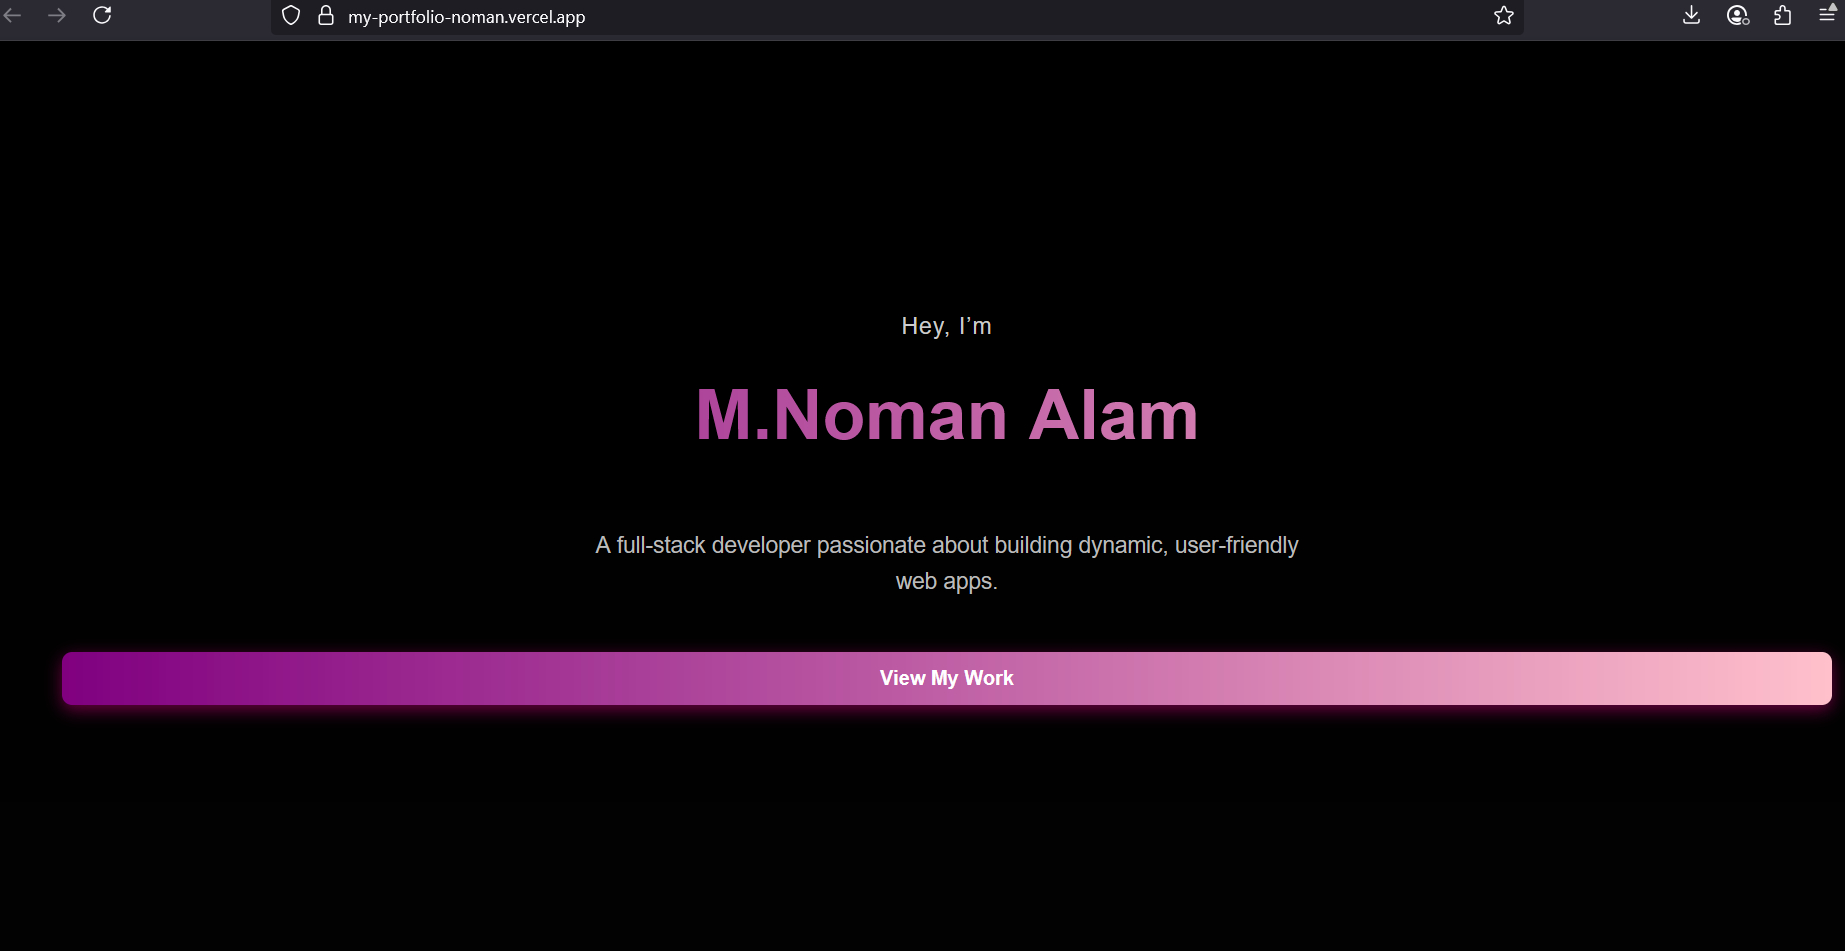 my-portfolio-noman.vercel.app
Hey, I’m
M.Noman Alam
A full-stack developer passionate about building dynamic, user-friendly
web apps.
View My Work